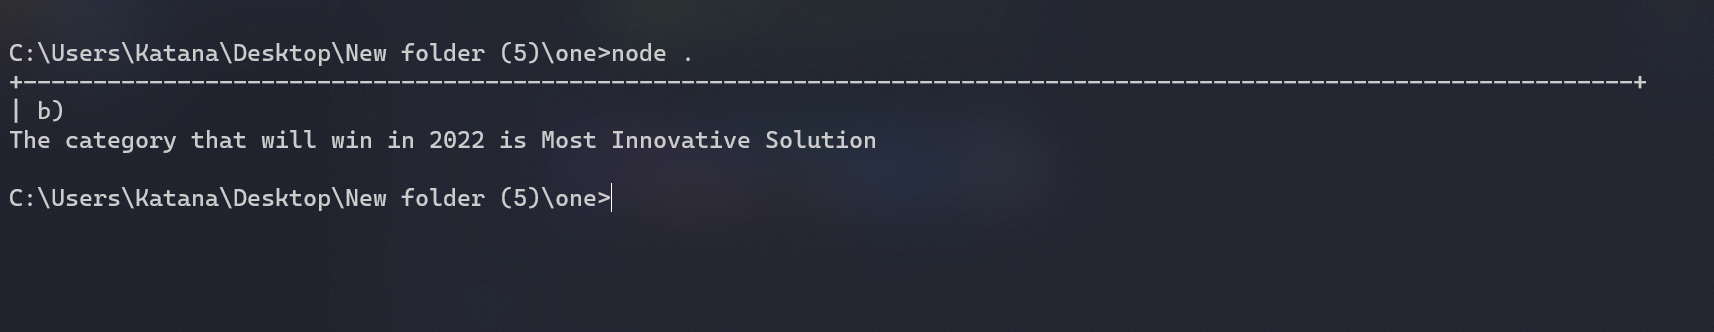 C:\Users\Katana\Desktop\New folder (5)\one>node .
+--------------------------------------------------------------------------------------------------------------------+
| b)
The category that will win in 2022 is Most Innovative Solution
C:\Users\Katana\Desktop\New folder (5)\one>